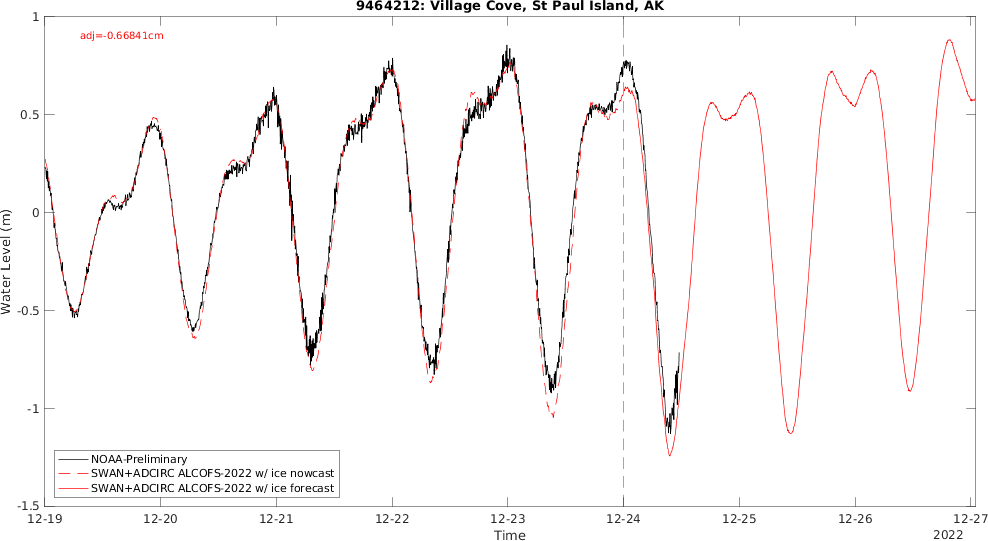 9464212: Village Cove, St Paul Island, AK
adj=-0.66841cm
1
0.5
0
-0.5
-1
-1.5
Water Level (m)
NOAA-Preliminary
SWAN+ADCIRC ALCOFS-2022 w/ ice nowcast
SWAN+ADCIRC ALCOFS-2022 w/ ice forecast
12-19 12-20 12-21 12-22 12-23 12-24 12-25 12-26 12-27
Time
2022